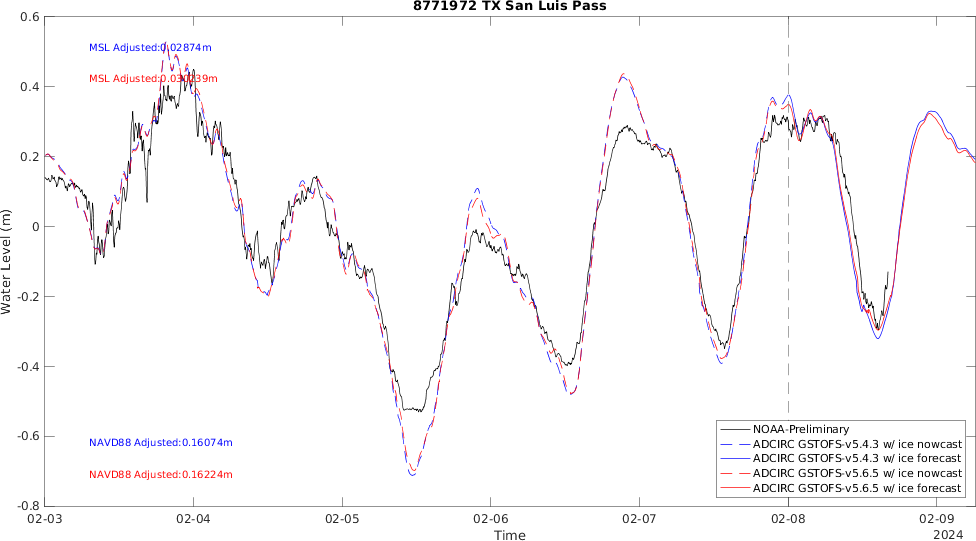 8771972 TX San Luis Pass
0.6
0.4
0.2
0
-0.2
-0.4
-0.6
-0.8
Water Level (m)
MSL Adjusted:0.02874m
MSL Adjusted:
NAVD88 Adjusted:0.16074m
NAVD88 Adjusted:0.16224m
NOAA-Preliminary
ADCIRC GSTOFS-v5.4.3 w/ ice nowcast
ADCIRC GSTOFS-v5.4.3 w/ ice forecast
ADCIRC GSTOFS-v5.6.5 w/ ice nowcast
ADCIRC GSTOFS-v5.6.5 w/ ice forecast
02-03 02-04 02-05 02-06 02-07 02-08 02-09
Time
2024